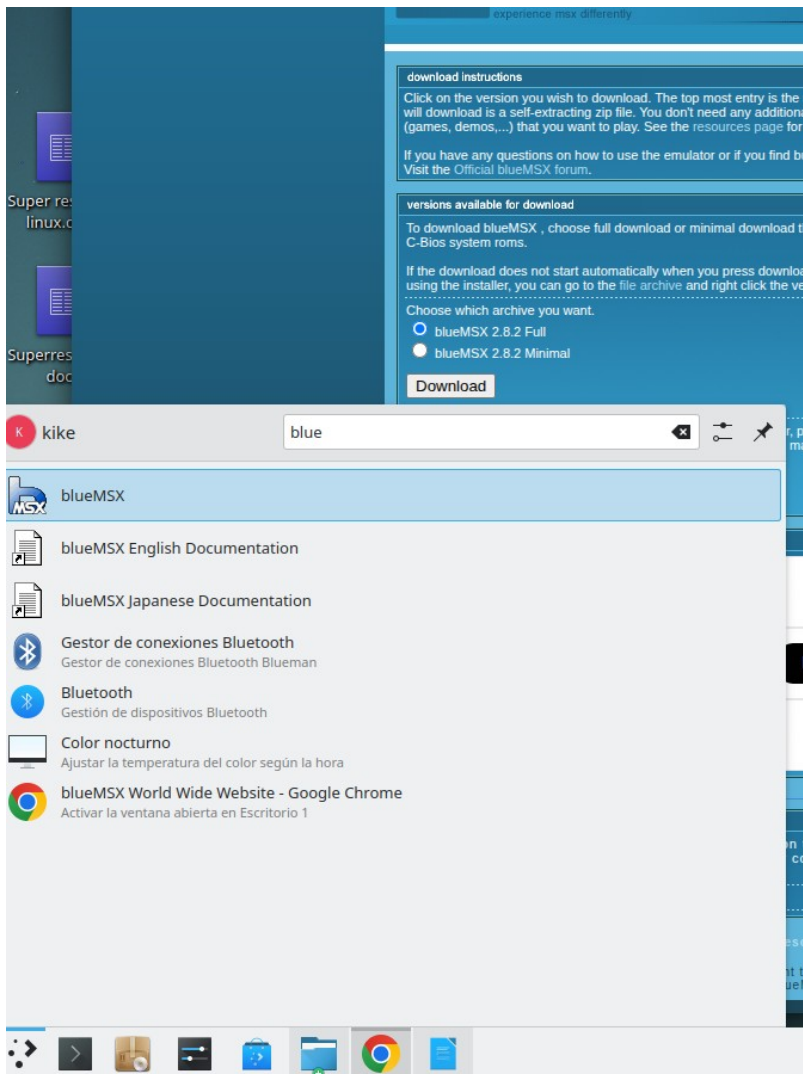 experience msx differently
download instructions
Click on the version you wish to download. The top most entry is the
will download is a self-extracting zip file. You don't need any additiona
(games, demos,...) that you want to play. See the resources page for
If you have any questions on how to use the emulator or if you find
Visit the Official blueMSX forum.
versions available for download
To download blueMSX , choose full download or minimal download
C-Bios system roms.
If the download does not start automatically when you press downloa
using the installer, you can go to the file archive and right click the ve
Choose which archive you want.
blueMSX 2.8.2 Full
blueMSX 2.8.2 Minimal
Download
Super res
linux.
Superres
doc
K kike
blue
blueMSX
blueMSX English Documentation
blueMSX Japanese Documentation
Gestor de conexiones Bluetooth
Gestor de conexiones Bluetooth Blueman
Bluetooth
Gestión de dispositivos Bluetooth
Color nocturno
Ajustar la temperatura del color según la hora
blueMSX World Wide Website - Google Chrome
Activar la ventana abierta en Escritorio 1